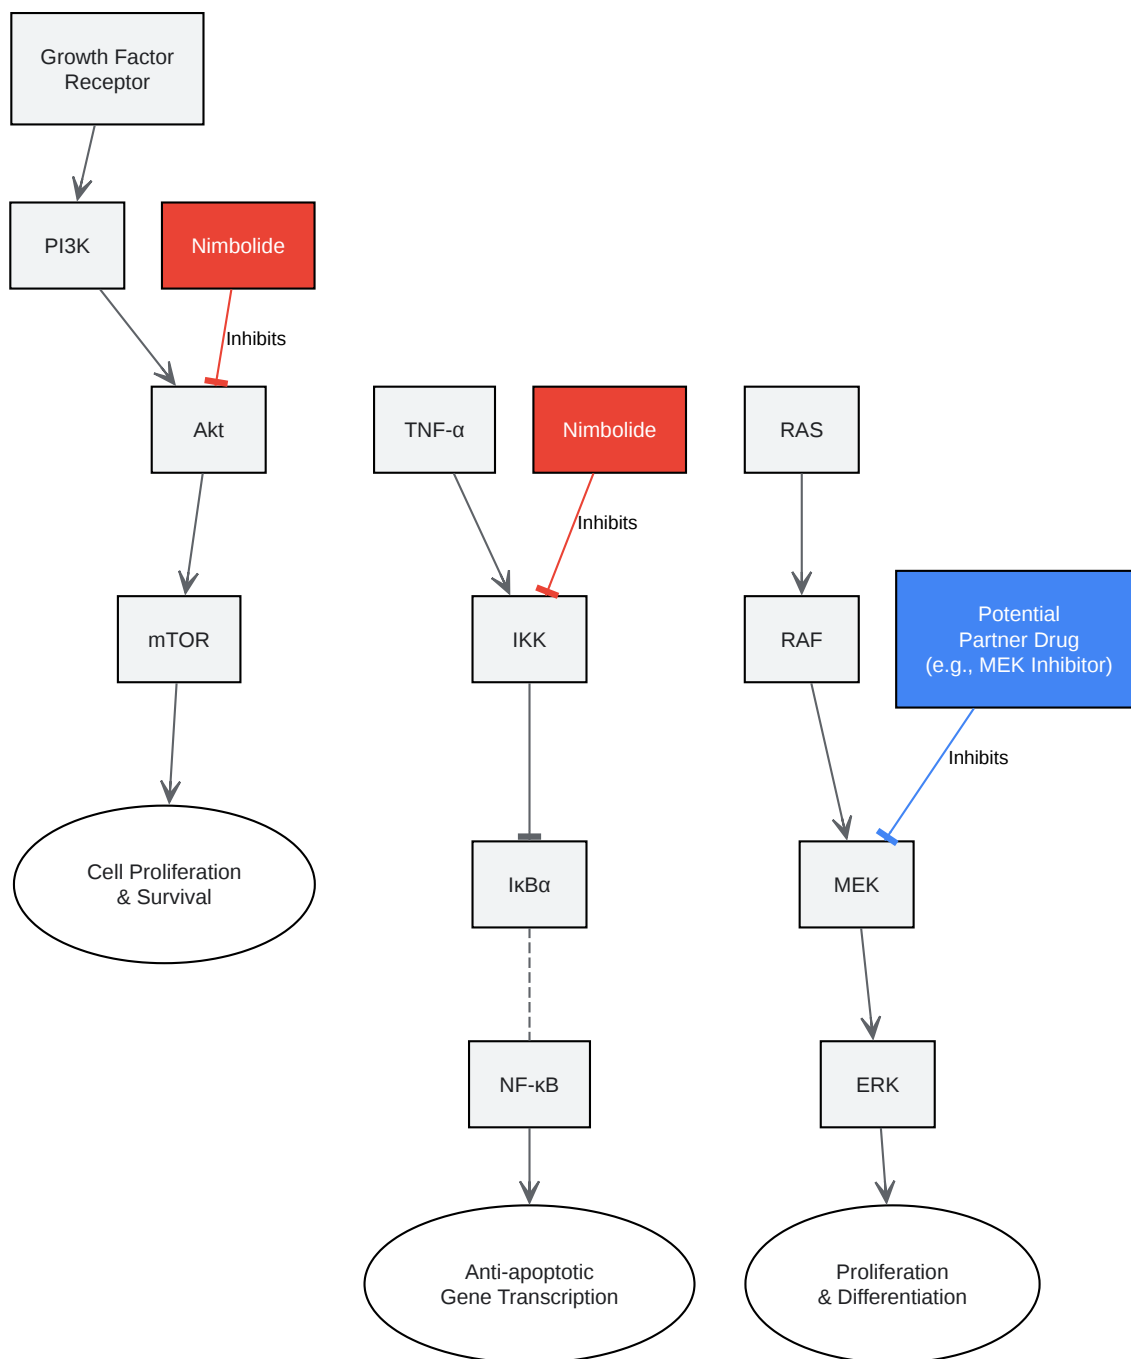 Growth Factor
Receptor
PI3K
Nimbolide
Inhibits
Akt
TNF-α
Nimbolide
RAS
Inhibits
mTOR
IKK
RAF
Potential
Partner Drug
(e.g., MEK Inhibitor)
Inhibits
Cell Proliferation
& Survival
IκBα
MEK
NF-κB
ERK
Anti-apoptotic
Gene Transcription
Proliferation
& Differentiation